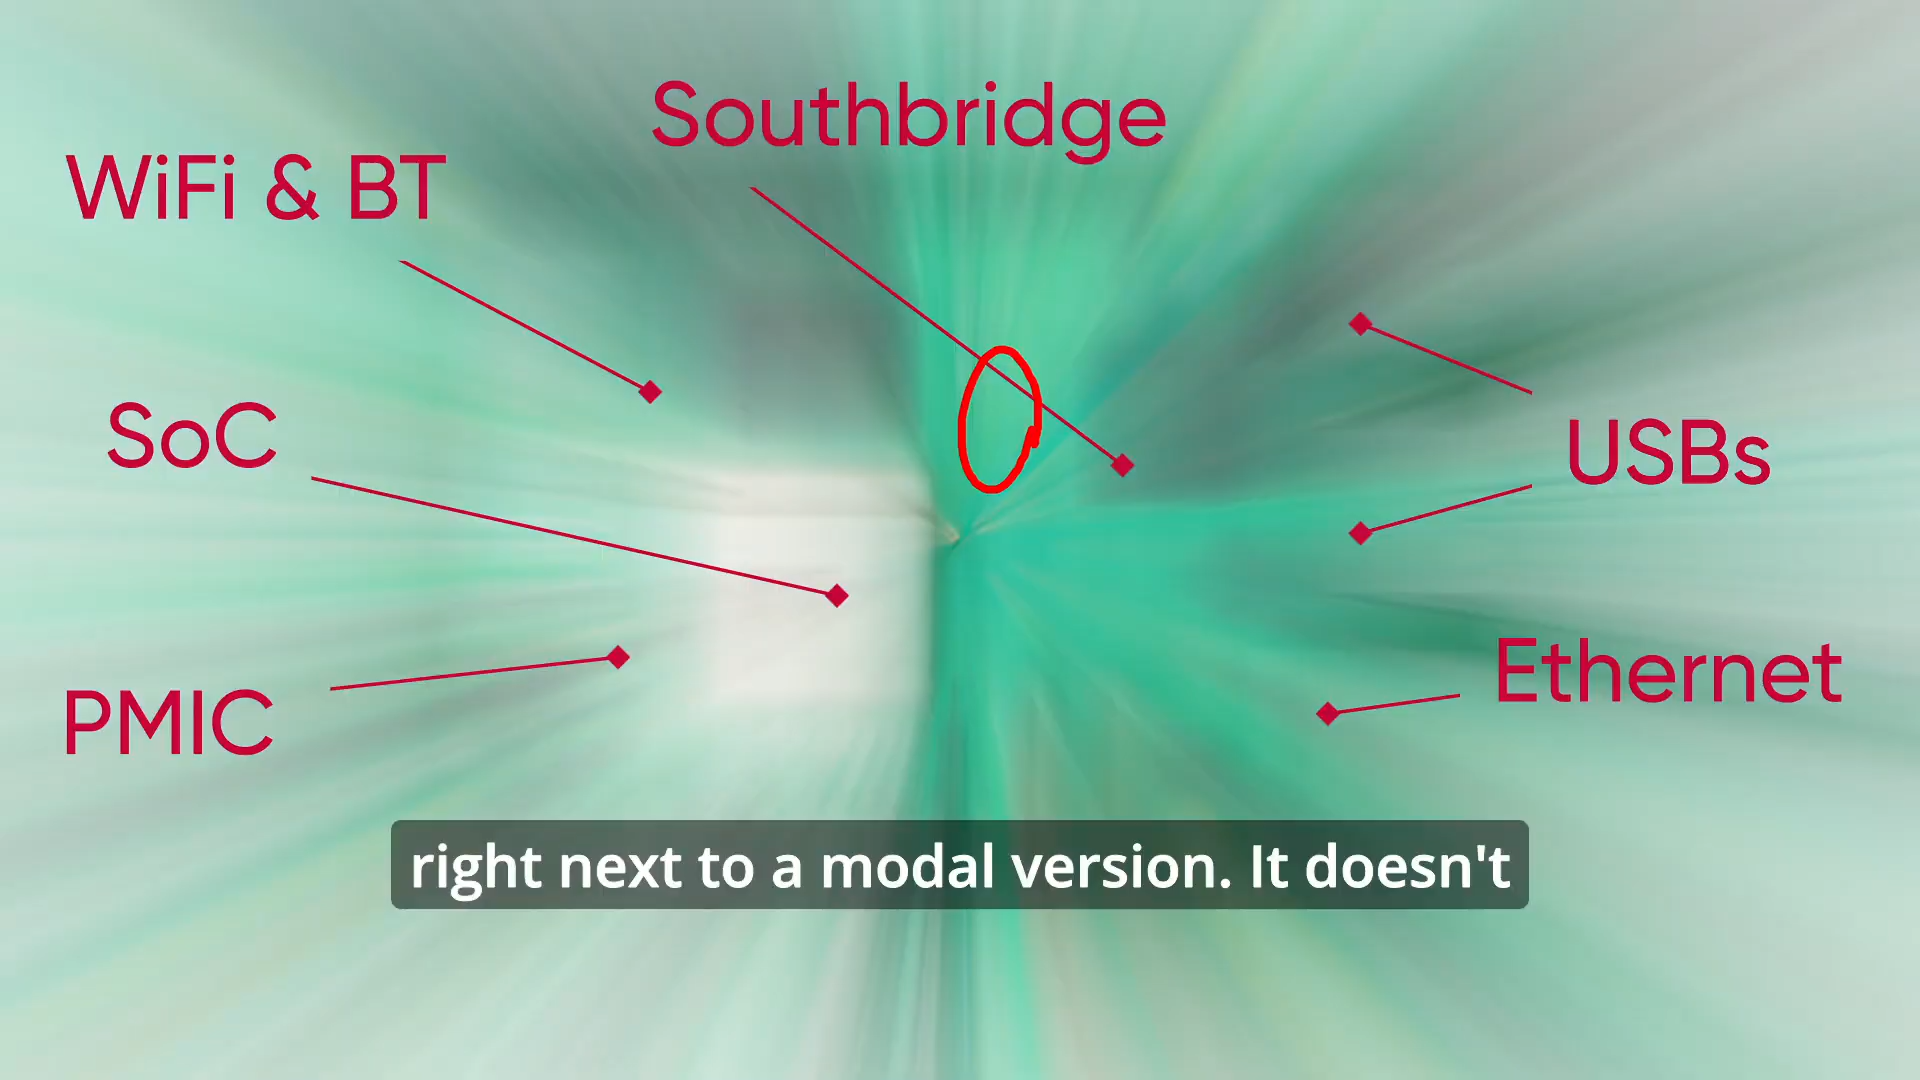 Southbridge
WiFi & BT
SoC
USBs
Ethernet
PMIC
right next to a modal version. It doesn't